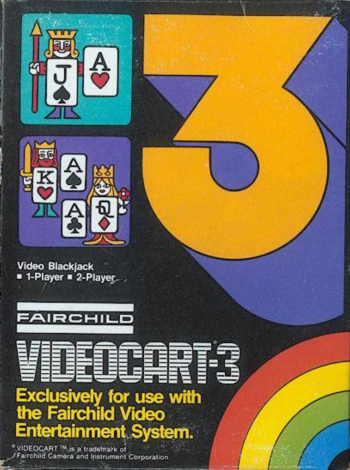 3
J
A
K
A
A
Q
Video Blackjack
■ 1-Player ■ 2-Player
FAIRCHILD
VIDEOCART®-3
Exclusively for use with
the Fairchild Video
Entertainment System.
® VIDEOCART ™ is a trademark of
Fairchild Camera and Instrument Corporation